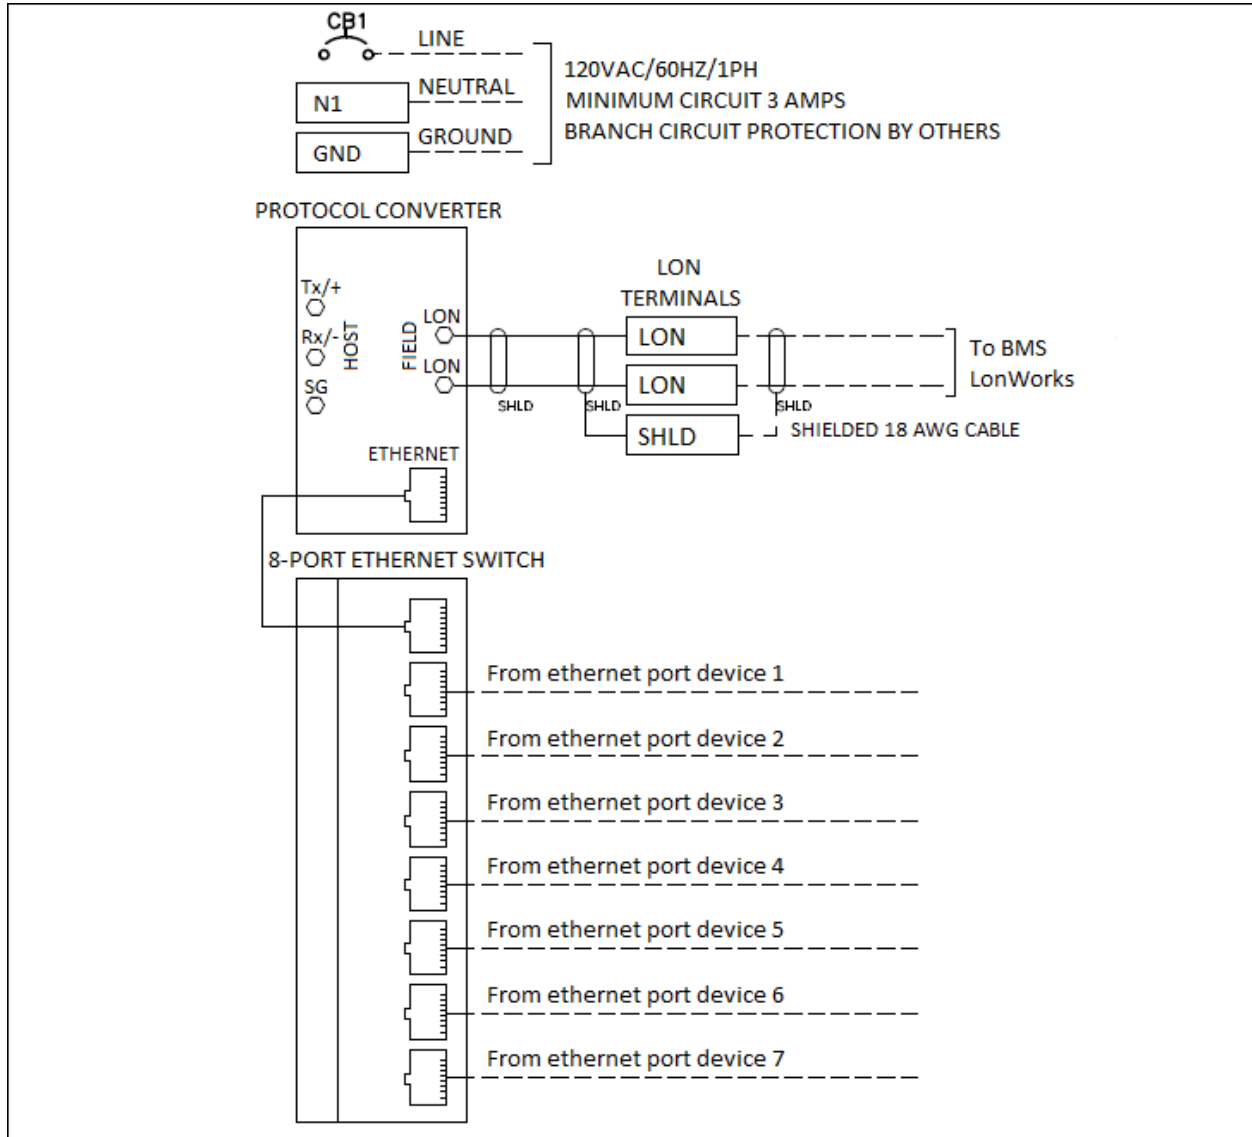 CB1
LINE
NEUTRAL
N1
GROUND
GND
120VAC/60HZ/1PH
MINIMUM CIRCUIT 3 AMPS
BRANCH CIRCUIT PROTECTION BY OTHERS
PROTOCOL CONVERTER
Tx/+
Rx/-
SG
HOST
FIELD
LON
LON
LON
TERMINALS
LON
LON
SHLD
SHLD
SHLD
SHLD
To BMS
LonWorks
SHIELDED 18 AWG CABLE
ETHERNET
8-PORT ETHERNET SWITCH
From ethernet port device 1
From ethernet port device 2
From ethernet port device 3
From ethernet port device 4
From ethernet port device 5
From ethernet port device 6
From ethernet port device 7